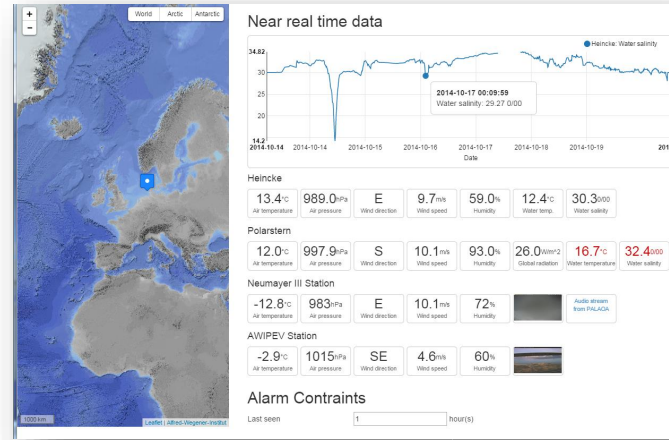 +
World Arctic Antarctic
-
1000 km
Leaflet | Alfred-Wegener-Institut
Near real time data
34.82
Heincke: Water salinity
30
25
20
14.2
2014-10-17 00:09:59
Water salinity: 29.27 0/00
2014-10-14 2014-10-14 2014-10-15 2014-10-16 2014-10-17 2014-10-18 2014-10-19 201
Date
Heincke
13.4°C 989.0hPa E 9.7m/s 59.0% 12.4°C 30.30/00
Air temperature Air pressure Wind direction Wind speed Humidity Water temp. Water salinity
Polarstern
12.0°C 997.9hPa S 10.1m/s 93.0% 26.0W/m^2 16.7°C 32.40/00
Air temperature Air pressure Wind direction Wind speed Humidity Global radiation Water temperature Water salinity
Neumayer III Station
-12.8°C 983hPa E 10.1m/s 72% Audio stream
Air temperature Air pressure Wind direction Wind speed Humidity from PALAOA
AWIPEV Station
-2.9°C 1015hPa SE 4.6m/s 60%
Air temperature Air pressure Wind direction Wind speed Humidity
Alarm Contraints
Last seen 1 hour(s)